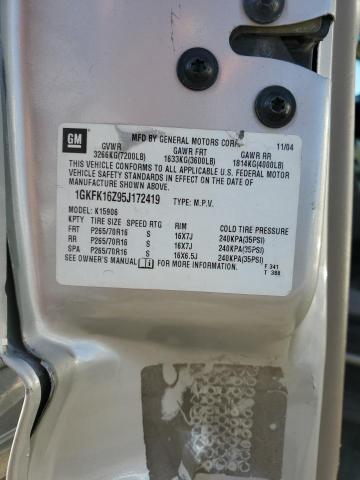 GM
MFD BY GENERAL MOTORS CORP. 11/04
GVWR GAWR FRT GAWR RR
3266KG(7200LB) 1633KG(3600LB) 1814KG(4000LB)
THIS VEHICLE CONFORMS TO ALL APPLICABLE U.S. FEDERAL MOTOR
VEHICLE SAFETY STANDARDS IN EFFECT ON THE DATE OF
MANUFACTURE SHOWN ABOVE.
1GKFK16Z95J172419 TYPE: M.P.V.
MODEL: K15906
KPTY TIRE SIZE SPEED RTG RIM COLD TIRE PRESSURE
FRT P265/70R16 S 16X7J 240KPA(35PSI)
RR P265/70R16 S 16X7J 240KPA(35PSI)
SPA P265/70R16 S 16X6.5J 240KPA(35PSI)
SEE OWNER'S MANUAL FOR MORE INFORMATION. F 341
T 368